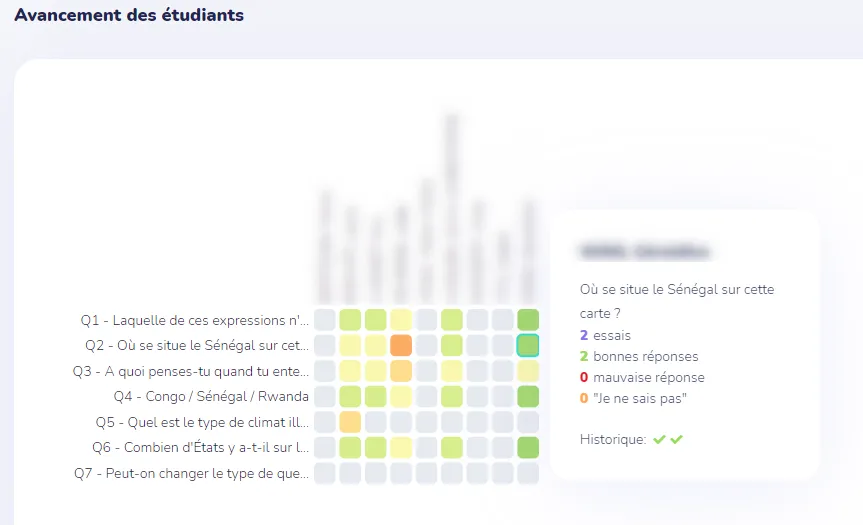 Avancement des étudiants
Q1 - Laquelle de ces expressions n'...
Q2 - Où se situe le Sénégal sur cet...
Q3 - A quoi penses-tu quand tu ente...
Q4 - Congo / Sénégal / Rwanda
Q5 - Quel est le type de climat ill...
Q6 - Combien d'États y a-t-il sur l...
Q7 - Peut-on changer le type de que...
Où se situe le Sénégal sur cette
carte ?
2 essais
2 bonnes réponses
0 mauvaise réponse
0 "Je ne sais pas"
Historique: